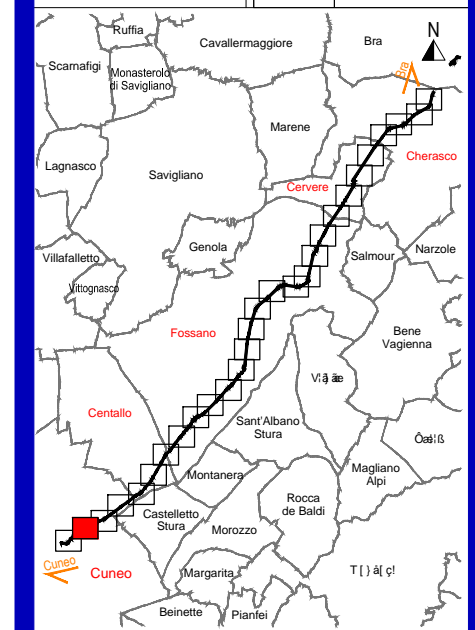 Ruffia
Cavallermaggiore
Bra
N
Scarnafigi
Monasterolo
di Savigliano
Bra
Marene
Cherasco
Lagnasco
Savigliano
Cervere
Genola
Salmour
Narzole
Villafalletto
Vittognasco
Fossano
Bene
Vagienna
Centallo
Sant'Albano
Stura
Magliano
Alpi
Montanera
Rocca
de Baldi
Castelletto
Stura
Morozzo
Cuneo
Cuneo
Margarita
Beinette
Pianfei